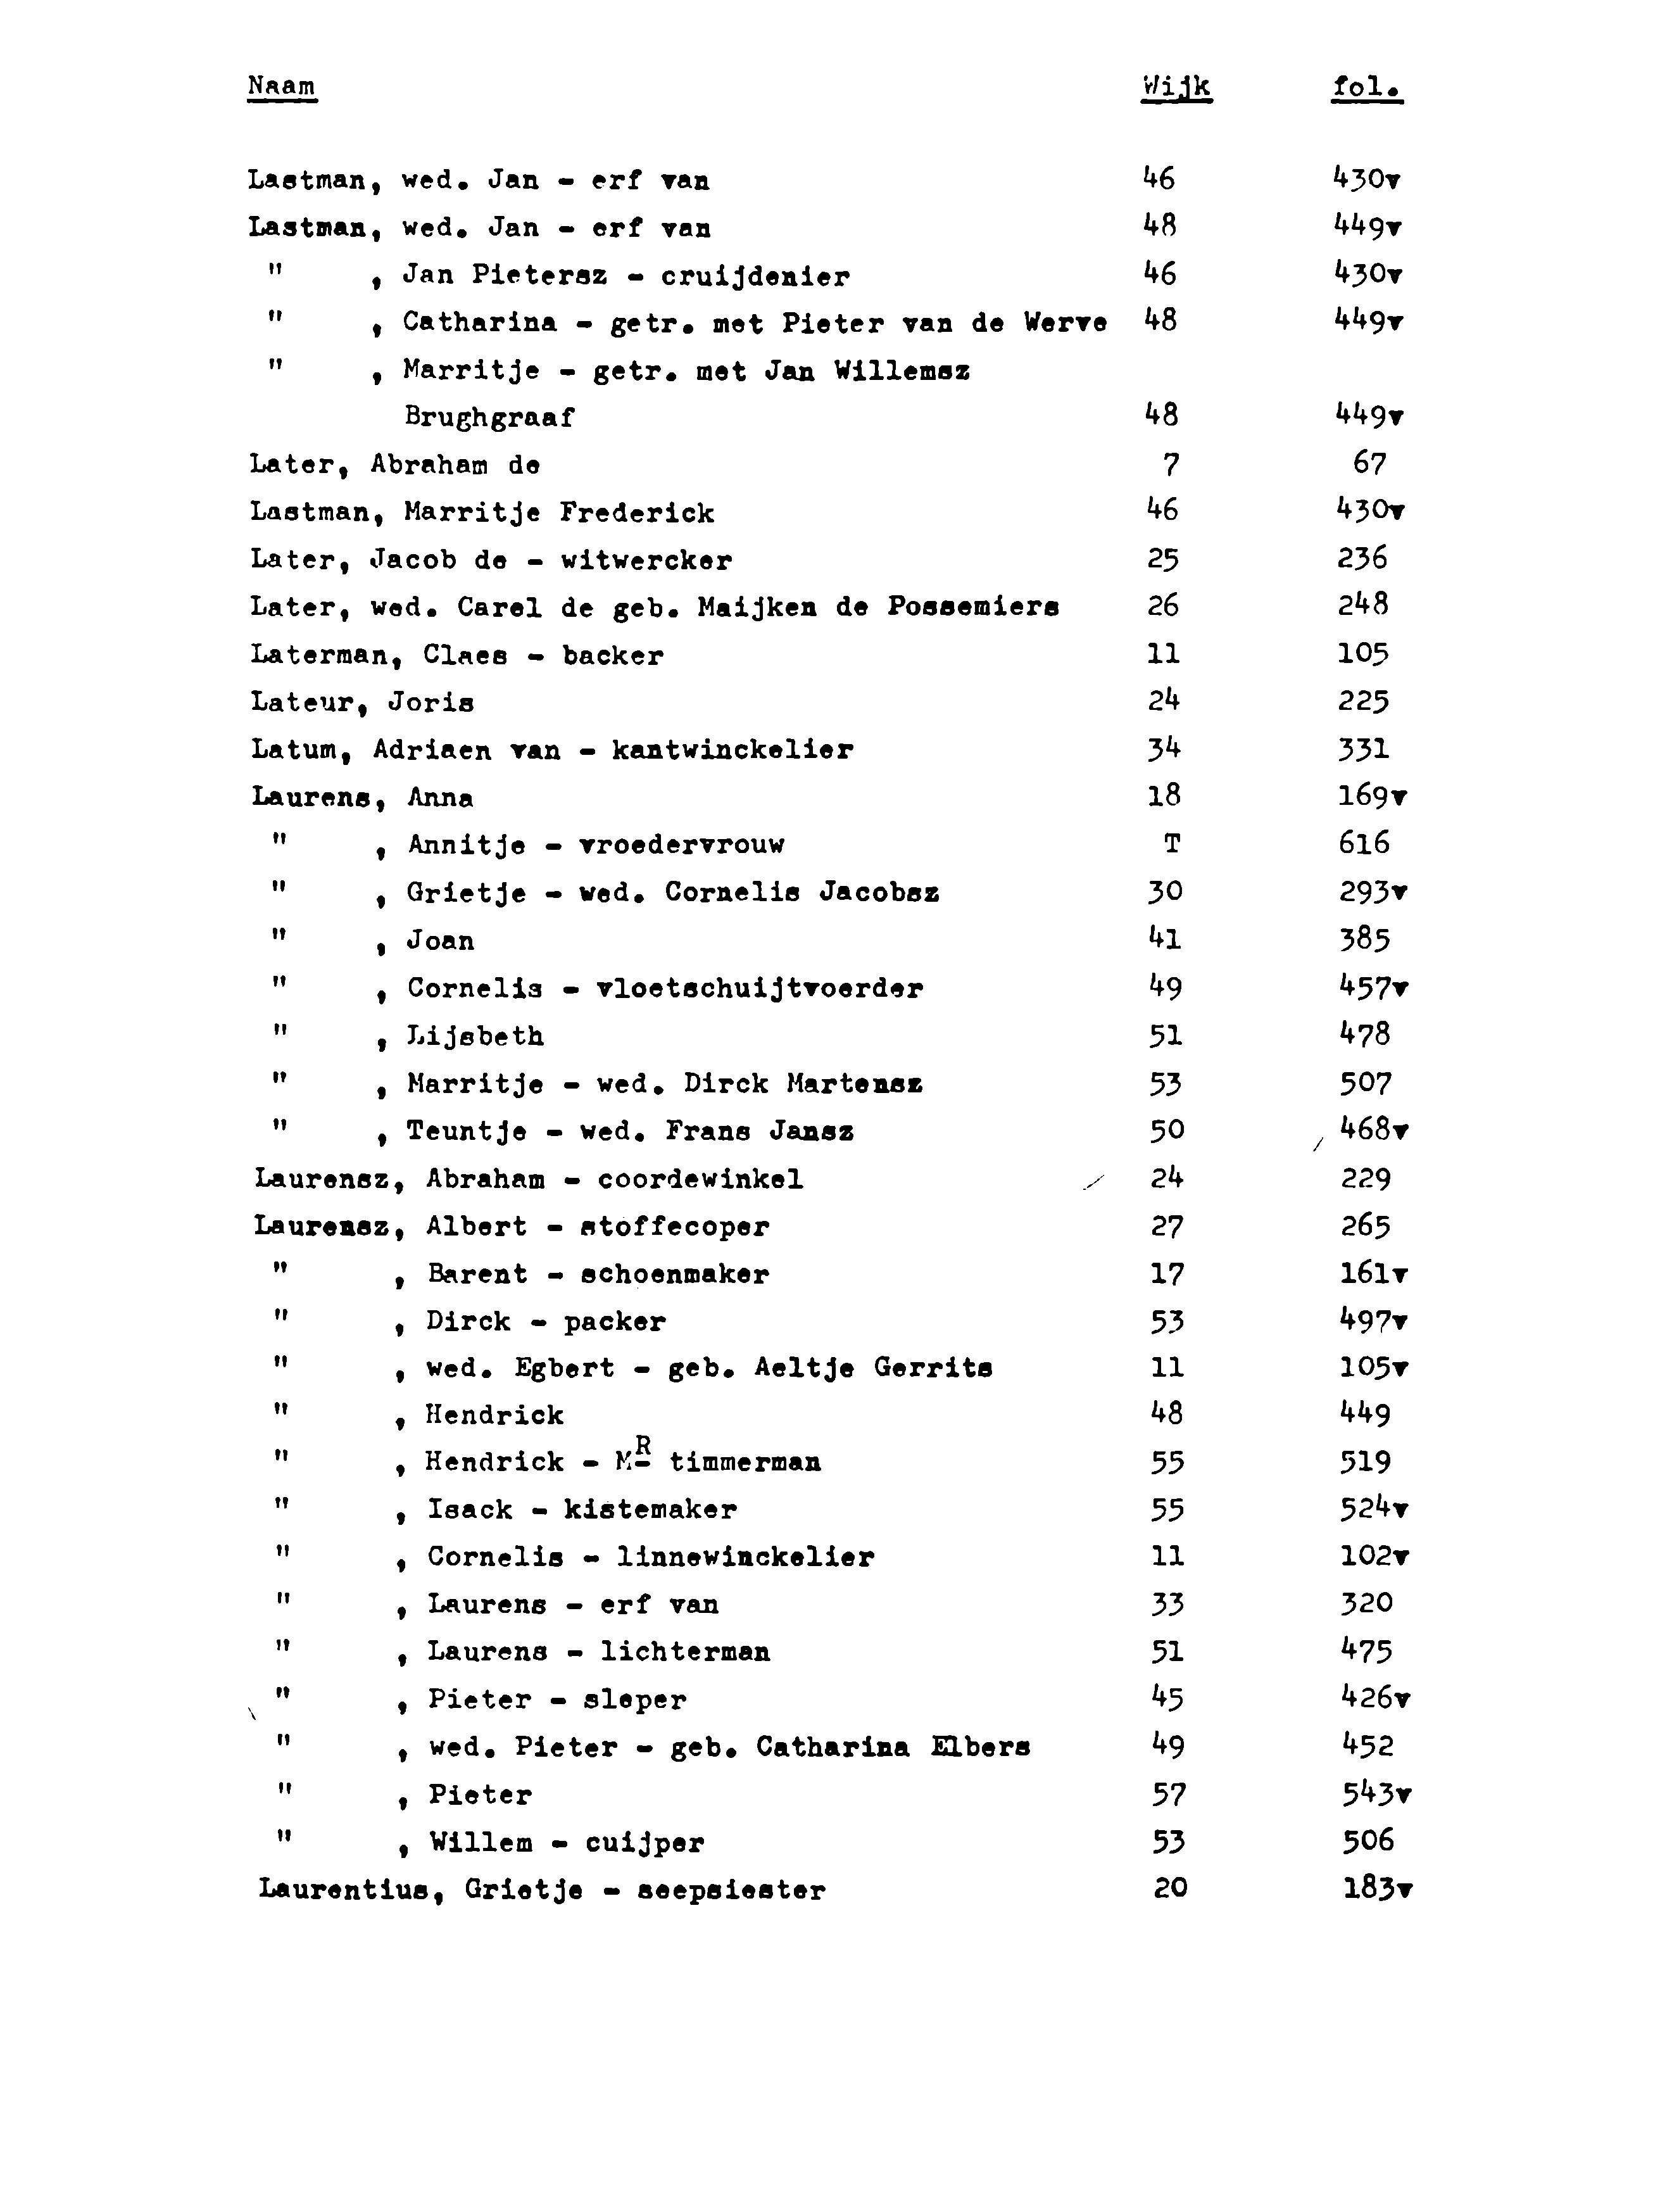 Naam Wijk fol.
Lastman, wed. Jan - erf van 46 430v
Lastman, wed. Jan - erf van 48 449v
" , Jan Pietersz - cruijdenier 46 430v
" , Catharina - getr. met Pieter van de Werve 48 449v
" , Marritje - getr. met Jan Willemsz
Brughgraaf 48 449v
Later, Abraham de 7 67
Lastman, Marritje Frederick 46 430v
Later, Jacob de - witwercker 25 236
Later, wed. Carel de geb. Maijken de Possemiers 26 248
Laterman, Claes - backer 11 105
Lateur, Joris 24 225
Latum, Adriaen van - kantwinckelier 34 331
Laurens, Anna 18 169v
" , Annitje - vroedervrouw T 616
" , Grietje - wed. Cornelis Jacobsz 30 293v
" , Joan 41 385
" , Cornelis - vloetschuijtvoerder 49 457v
" , Lijsbeth 51 478
" , Marritje - wed. Dirck Martensz 53 507
" , Teuntje - wed. Frans Jansz 50 468v
Laurensz, Abraham - coordewinkel 24 229
Laurensz, Albert - stoffecoper 27 265
" , Barent - schoenmaker 17 161v
" , Dirck - packer 53 497v
" , wed. Egbert - geb. Aeltje Gerrits 11 105v
" , Hendrick 48 449
" , Hendrick - MR timmerman 55 519
" , Isack - kistemaker 55 524v
" , Cornelis - linnewinckelier 11 102v
" , Laurens - erf van 33 320
" , Laurens - lichterman 51 475
" , Pieter - sleper 45 426v
" , wed. Pieter - geb. Catharina Elbers 49 452
" , Pieter 57 543v
" , Willem - cuijper 53 506
Laurentius, Grietje - seepsiester 20 183v